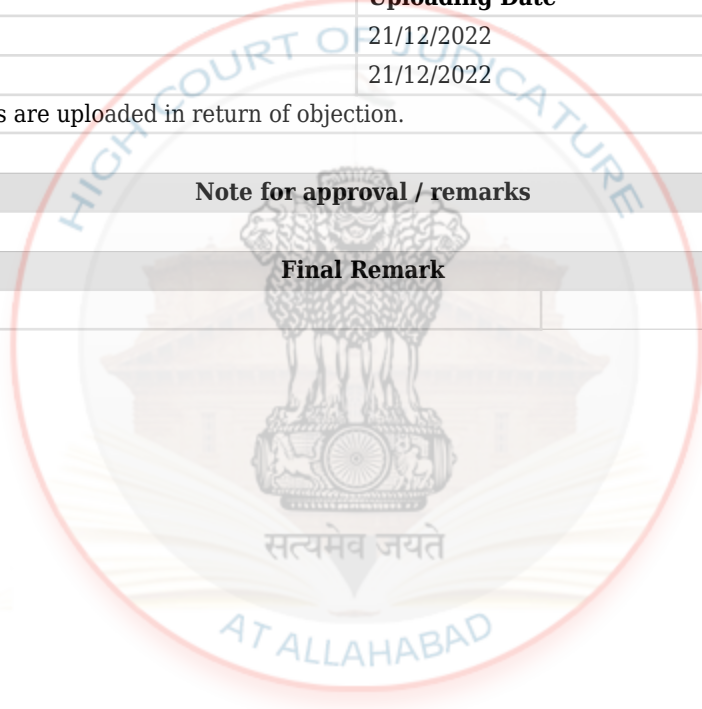 Uploading Date
21/12/2022
21/12/2022
s are uploaded in return of objection.
Note for approval / remarks
Final Remark
HIGH COURT OF JUDICATURE
सत्यमेव जयते
AT ALLAHABAD